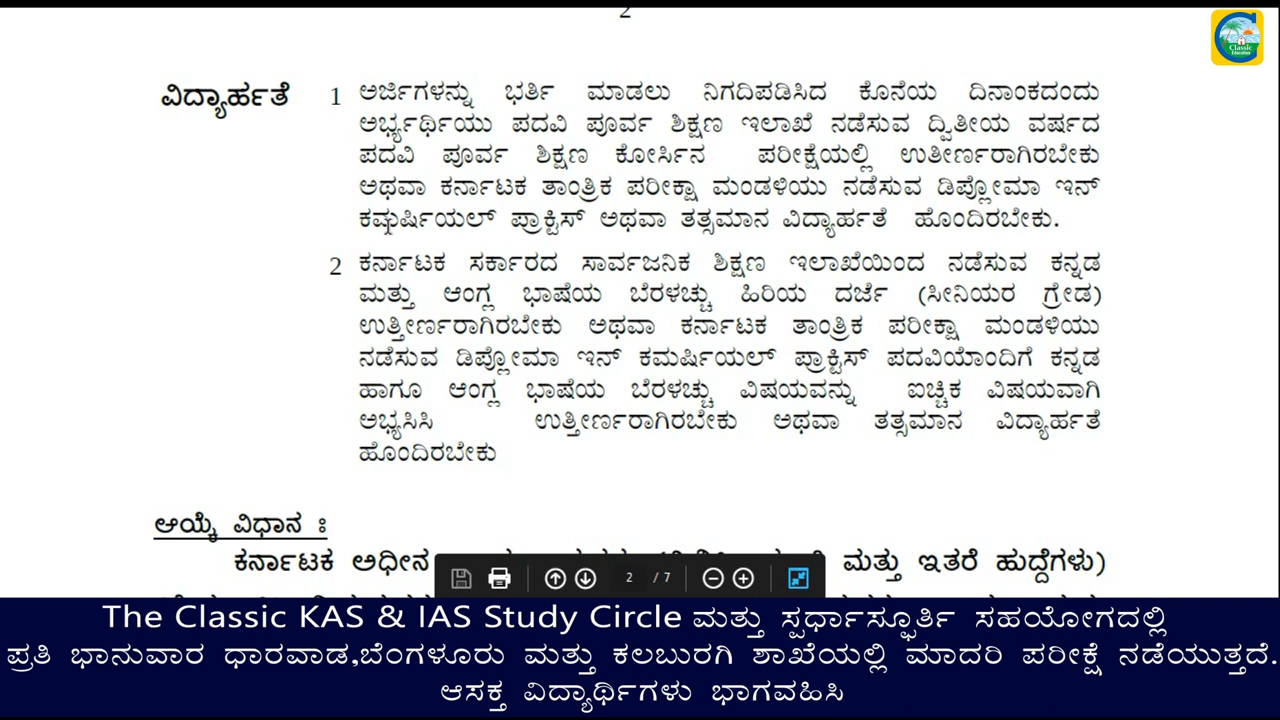 2
Classic
Education
ವಿದ್ಯಾರ್ಹತೆ 1 ಅರ್ಜಿಗಳನ್ನು ಭರ್ತಿ ಮಾಡಲು ನಿಗದಿಪಡಿಸಿದ ಕೊನೆಯ ದಿನಾಂಕದಂದು
ಅರ್ಭ್ಯರ್ಥಿಯು ಪದವಿ ಪೂರ್ವ ಶಿಕ್ಷಣ ಇಲಾಖೆ ನಡೆಸುವ ದ್ವಿತೀಯ ವರ್ಷದ
ಪದವಿ ಪೂರ್ವ ಶಿಕ್ಷಣ ಕೋರ್ಸಿನ ಪರೀಕ್ಷೆಯಲ್ಲಿ ಉತೀರ್ಣರಾಗಿರಬೇಕು
ಅಥವಾ ಕರ್ನಾಟಕ ತಾಂತ್ರಿಕ ಪರೀಕ್ಷಾ ಮಂಡಳಿಯು ನಡೆಸುವ ಡಿಪ್ಲೋಮಾ ಇನ್
ಕಮರ್ಷಿಯಲ್ ಪ್ರಾಕ್ಟಿಸ್ ಅಥವಾ ತತ್ಸಮಾನ ವಿದ್ಯಾರ್ಹತೆ ಹೊಂದಿರಬೇಕು.
2 ಕರ್ನಾಟಕ ಸರ್ಕಾರದ ಸಾರ್ವಜನಿಕ ಶಿಕ್ಷಣ ಇಲಾಖೆಯಿಂದ ನಡೆಸುವ ಕನ್ನಡ
ಮತ್ತು ಆಂಗ್ಲ ಭಾಷೆಯ ಬೆರಳಚ್ಚು ಹಿರಿಯ ದರ್ಜೆ (ಸೀನಿಯರ ಗ್ರೇಡ)
ಉತ್ತೀರ್ಣರಾಗಿರಬೇಕು ಅಥವಾ ಕರ್ನಾಟಕ ತಾಂತ್ರಿಕ ಪರೀಕ್ಷಾ ಮಂಡಳಿಯು
ನಡೆಸುವ ಡಿಪ್ಲೋಮಾ ಇನ್ ಕಮರ್ಷಿಯಲ್ ಪ್ರಾಕ್ಟಿಸ್ ಪದವಿಯೊಂದಿಗೆ ಕನ್ನಡ
ಹಾಗೂ ಆಂಗ್ಲ ಭಾಷೆಯ ಬೆರಳಚ್ಚು ವಿಷಯವನ್ನು ಐಚ್ಚಿಕ ವಿಷಯವಾಗಿ
ಅಭ್ಯಸಿಸಿ ಉತ್ತೀರ್ಣರಾಗಿರಬೇಕು ಅಥವಾ ತತ್ಸಮಾನ ವಿದ್ಯಾರ್ಹತೆ
ಹೊಂದಿರಬೇಕು
ಆಯ್ಕೆ ವಿಧಾನ ಃ
ಕರ್ನಾಟಕ ಅಧೀನ ಮತ್ತು ಇತರೆ ಹುದ್ದೆಗಳು)
2 / 7
The Classic KAS & IAS Study Circle ಮತ್ತು ಸ್ಪರ್ಧಾಸ್ಫೂರ್ತಿ ಸಹಯೋಗದಲ್ಲಿ
ಪ್ರತಿ ಭಾನುವಾರ ಧಾರವಾಡ,ಬೆಂಗಳೂರು ಮತ್ತು ಕಲಬುರಗಿ ಶಾಖೆಯಲ್ಲಿ ಮಾದರಿ ಪರೀಕ್ಷೆ ನಡೆಯುತ್ತದೆ.
ಆಸಕ್ತ ವಿದ್ಯಾರ್ಥಿಗಳು ಭಾಗವಹಿಸಿ